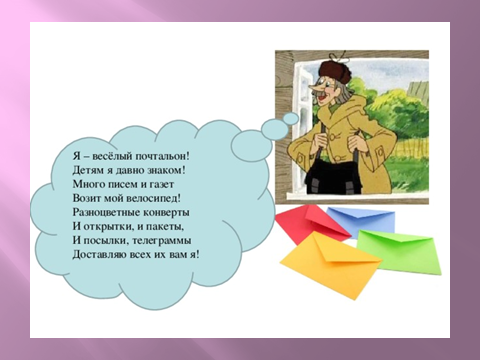 Я – весёлый почтальон!
Детям я давно знаком!
Много писем и газет
Возит мой велосипед!
Разноцветные конверты
И открытки, и пакеты,
И посылки, телеграммы
Доставляю всех их вам я!